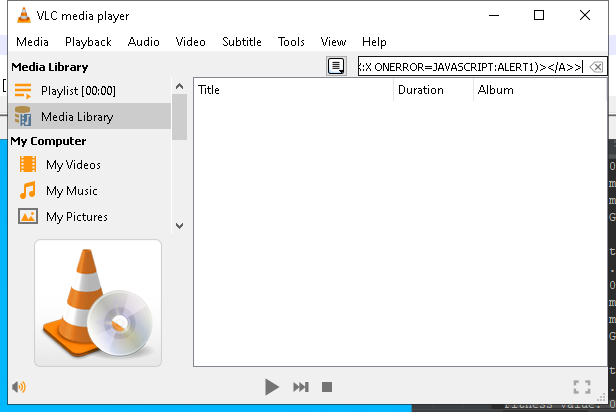 VLC media player
Media Playback Audio Video Subtitle Tools View Help
Media Library
X ONERROR=JAVASCRIPT:ALERT1)></A>>
Playlist [00:00]
Media Library
My Computer
My Videos
My Music
My Pictures
Title Duration Album